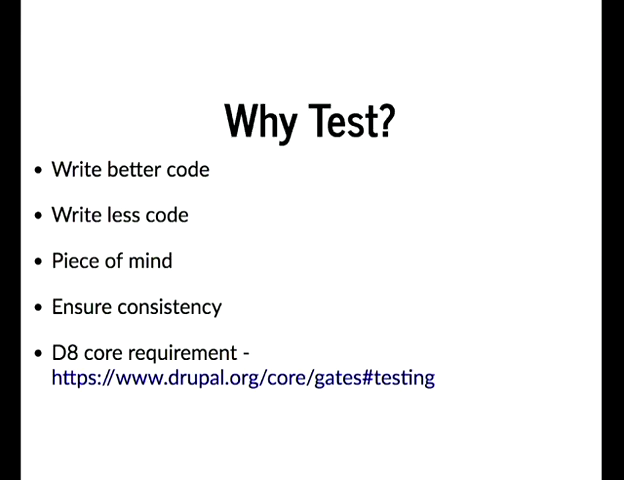 Why Test?
• Write better code
• Write less code
• Piece of mind
• Ensure consistency
• D8 core requirement -
https://www.drupal.org/core/gates#testing